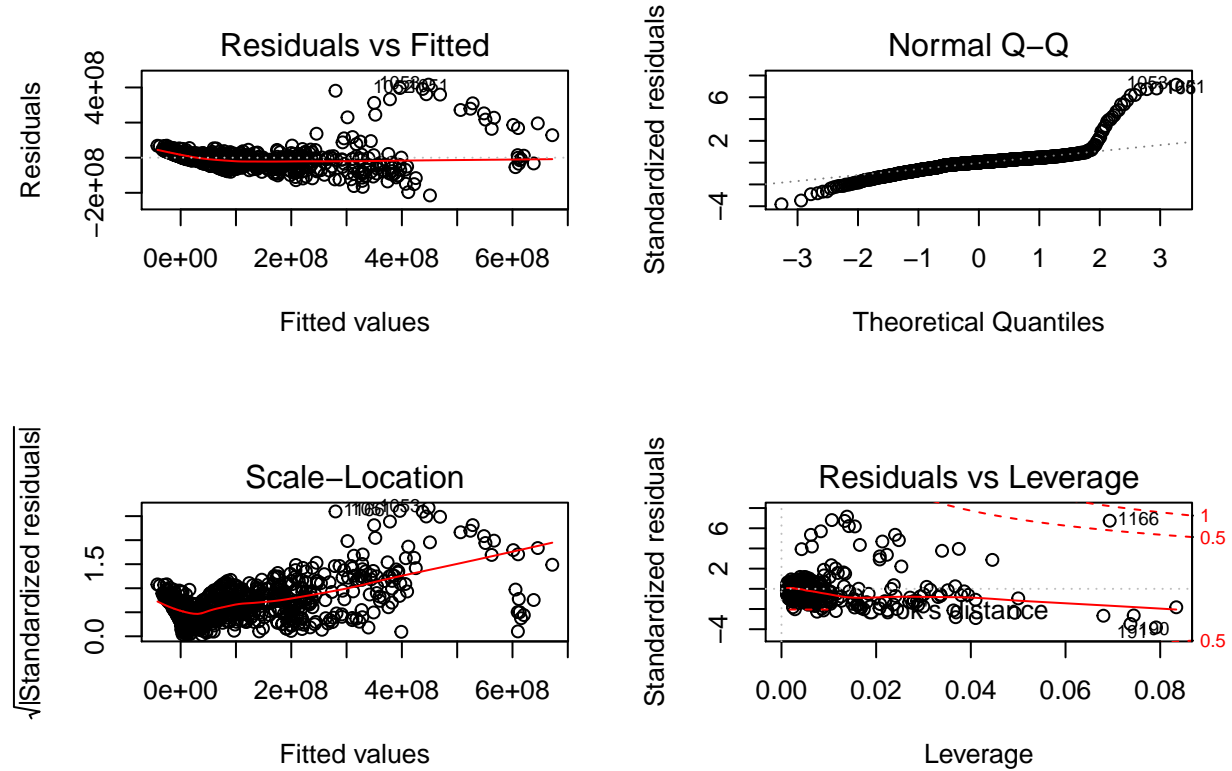 Residuals vs Fitted
Residuals
4e+08
−2e+08
1053
0e+00 2e+08 4e+08 6e+08
Fitted values
Normal Q−Q
Standardized residuals
6
2
−4
1053
−3 −2 −1 0 1 2 3
Theoretical Quantiles
Scale−Location
√|Standardized residuals|
1.5
0.0
1053
0e+00 2e+08 4e+08 6e+08
Fitted values
Residuals vs Leverage
Standardized residuals
6
2
−4
1166
1
0.5
0.5
distance
0.00 0.02 0.04 0.06 0.08
Leverage